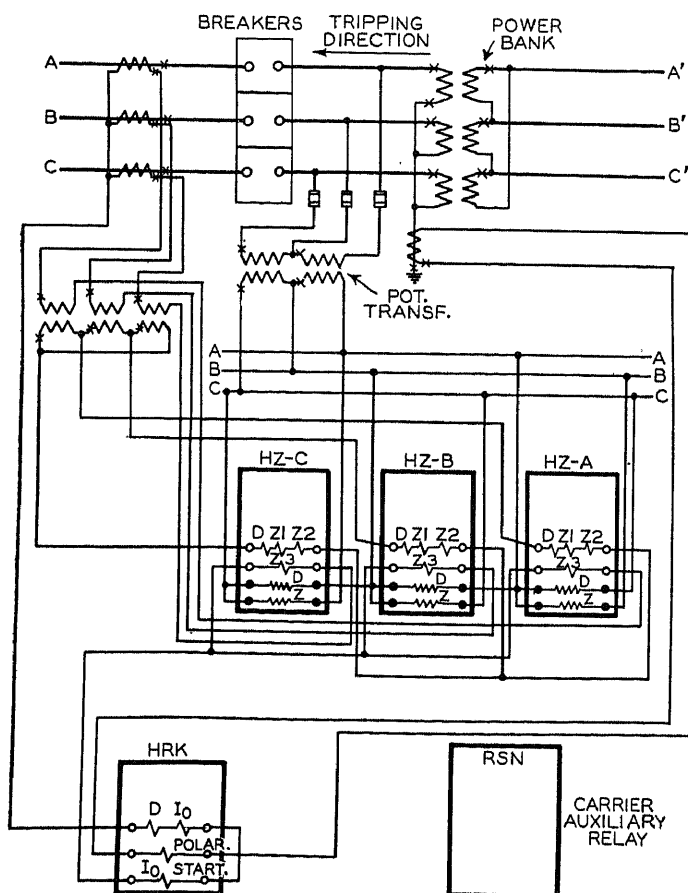 BREAKERS
TRIPPING
DIRECTION
POWER
BANK
A
A'
B
B'
C
C'
POT.
TRANSF.
A
A
B
B
C
C
HZ-C
HZ-B
HZ-A
D Z1 Z2
Z3
D
Z
D Z1 Z2
Z3
D
Z
D Z1 Z2
Z3
D
Z
HRK
D I0
POLAR.
I0 START.
RSN
CARRIER
AUXILIARY
RELAY